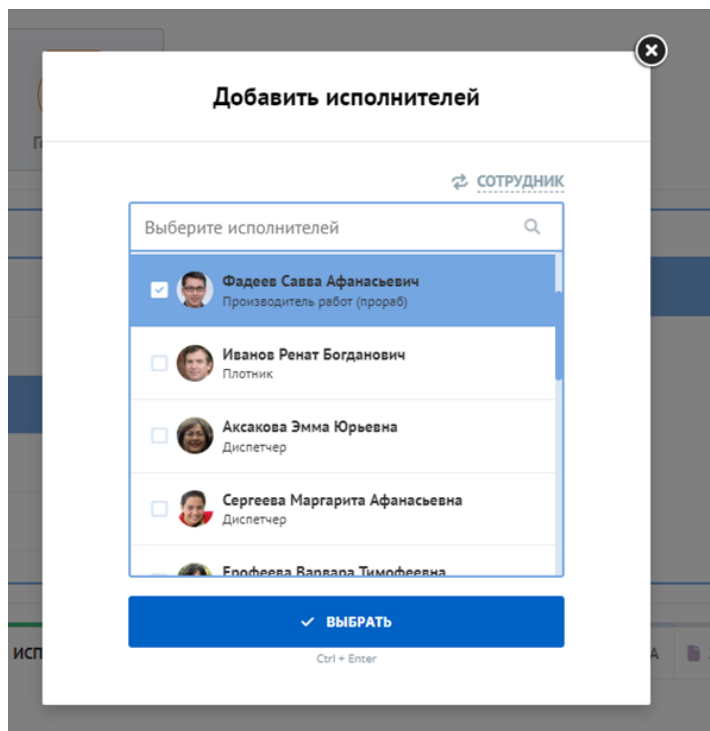 Добавить исполнителей
СОТРУДНИК
Выберите исполнителей
Фадеев Савва Афанасьевич
Производитель работ (прораб)
Иванов Ренат Богданович
Плотник
Аксакова Эмма Юрьевна
Диспетчер
Сергеева Маргарита Афанасьевна
Диспетчер
Ерофеева Варвара Тимофеевна
ВЫБРАТЬ
Ctrl + Enter
ИСП
А